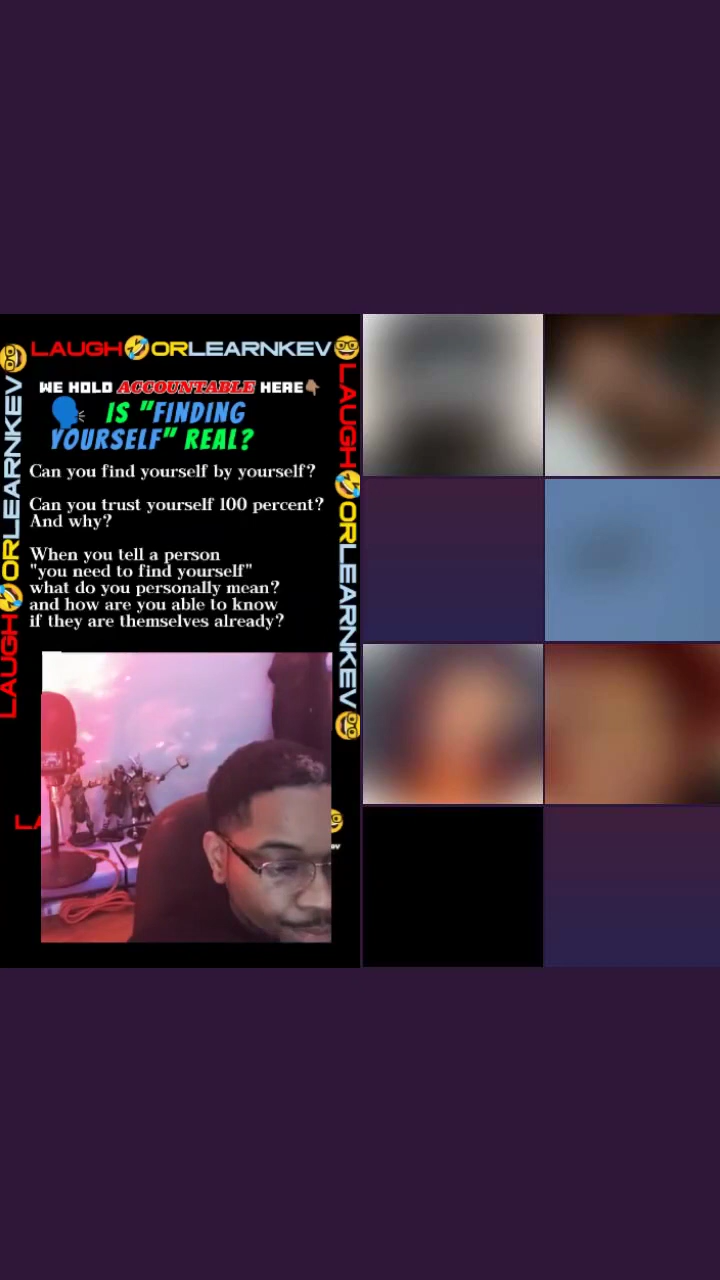 LAUGH🤣ORLEARNKEV🤓
WE HOLD ACCOUNTABLE HERE👇🏽
🗣 IS "FINDING
YOURSELF" REAL?
Can you find yourself by yourself?
Can you trust yourself 100 percent?
And why?
When you tell a person
"you need to find yourself"
what do you personally mean?
and how are you able to know
if they are themselves already?
LAUGH🤣ORLEARNKEV🤓
LAUGH🤣ORLEARNKEV🤓
LA